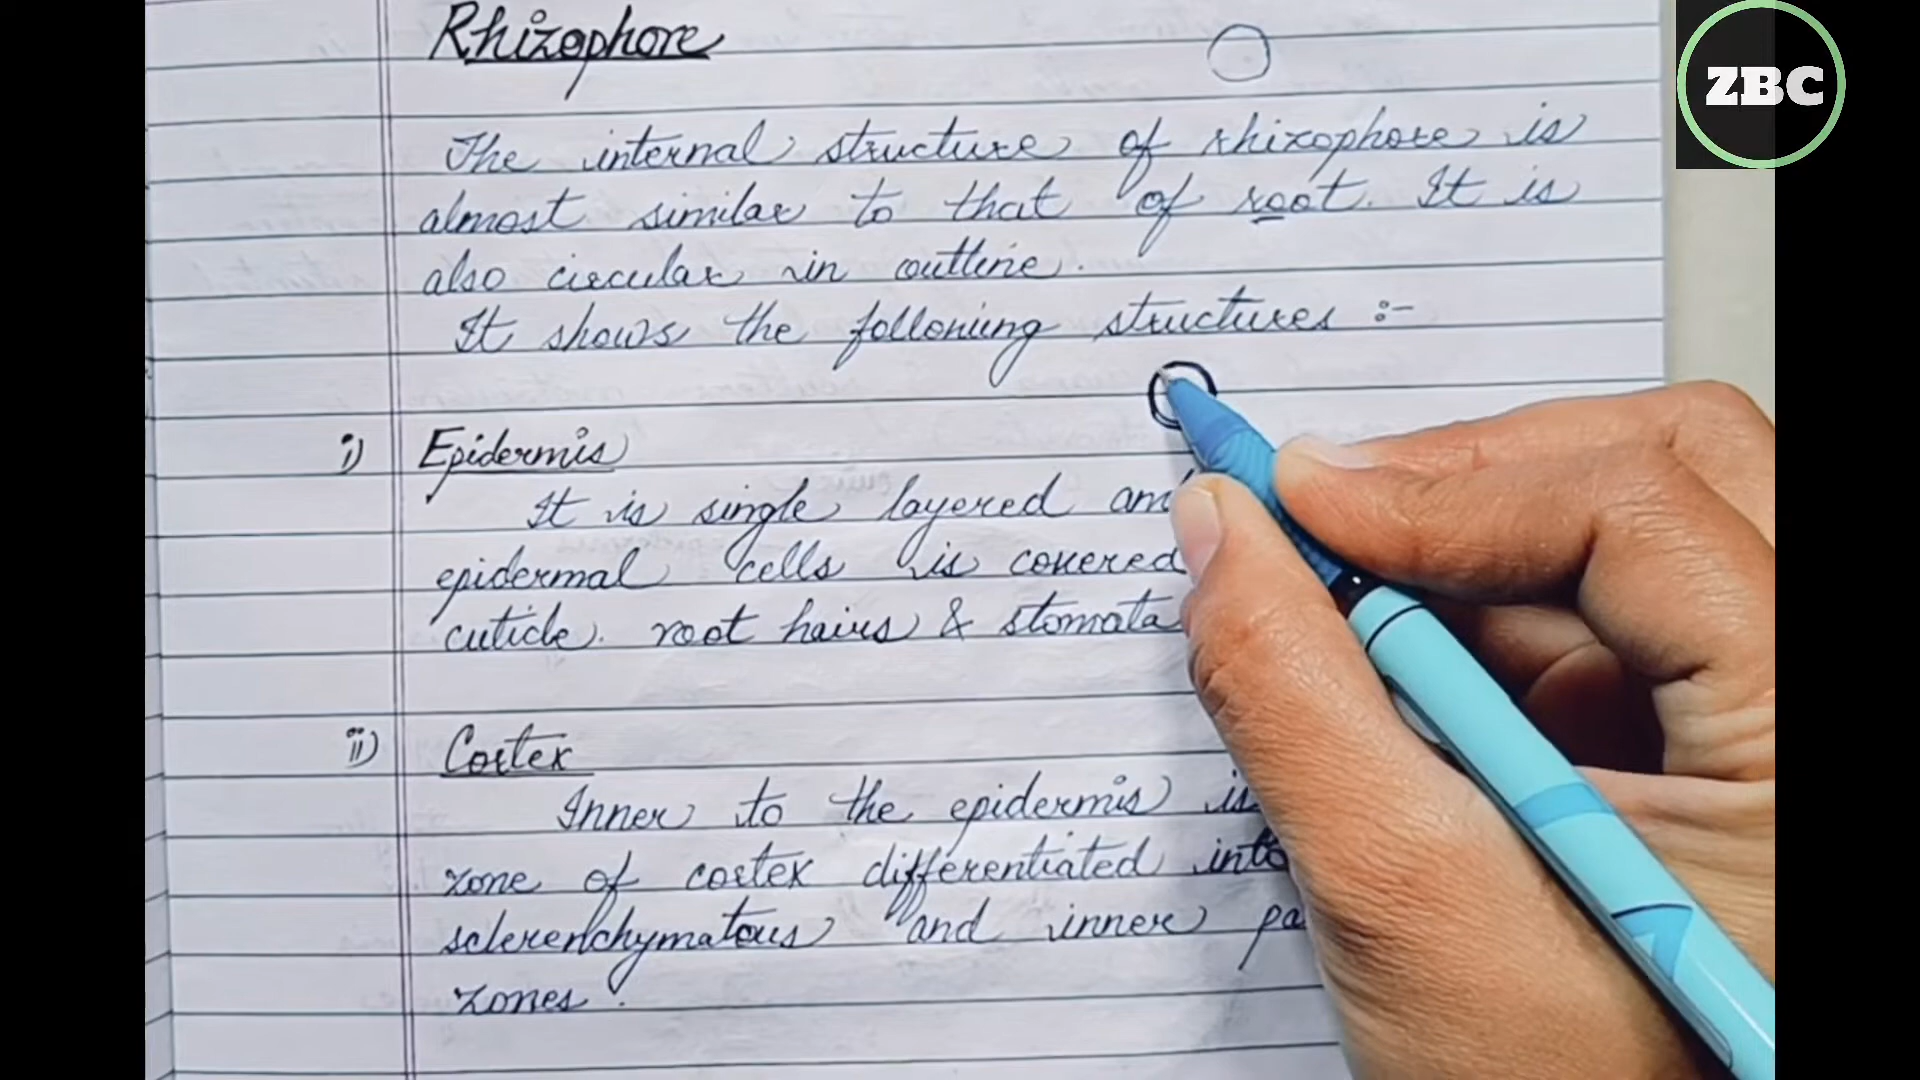 ZBC
Rhizophore
The internal structure of rhizophore is
almost similar to that of root. It is
also circular in outline.
It shows the following structures :-
i) Epidermis
It is single layered and
epidermal cells is covered
cuticle. root hairs & stomata
ii) Cortex
Inner to the epidermis is
zone of cortex differentiated into
sclerenchymatous and inner pa
zones.